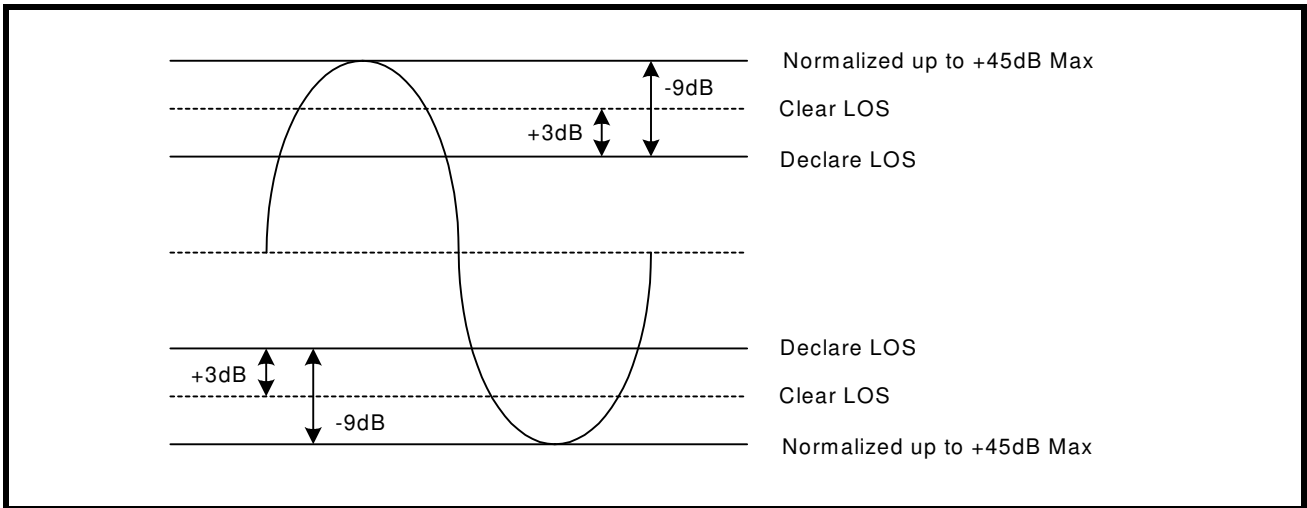 Normalized up to +45dB Max
-9dB
Clear LOS
+3dB
Declare LOS
Declare LOS
+3dB
Clear LOS
-9dB
Normalized up to +45dB Max